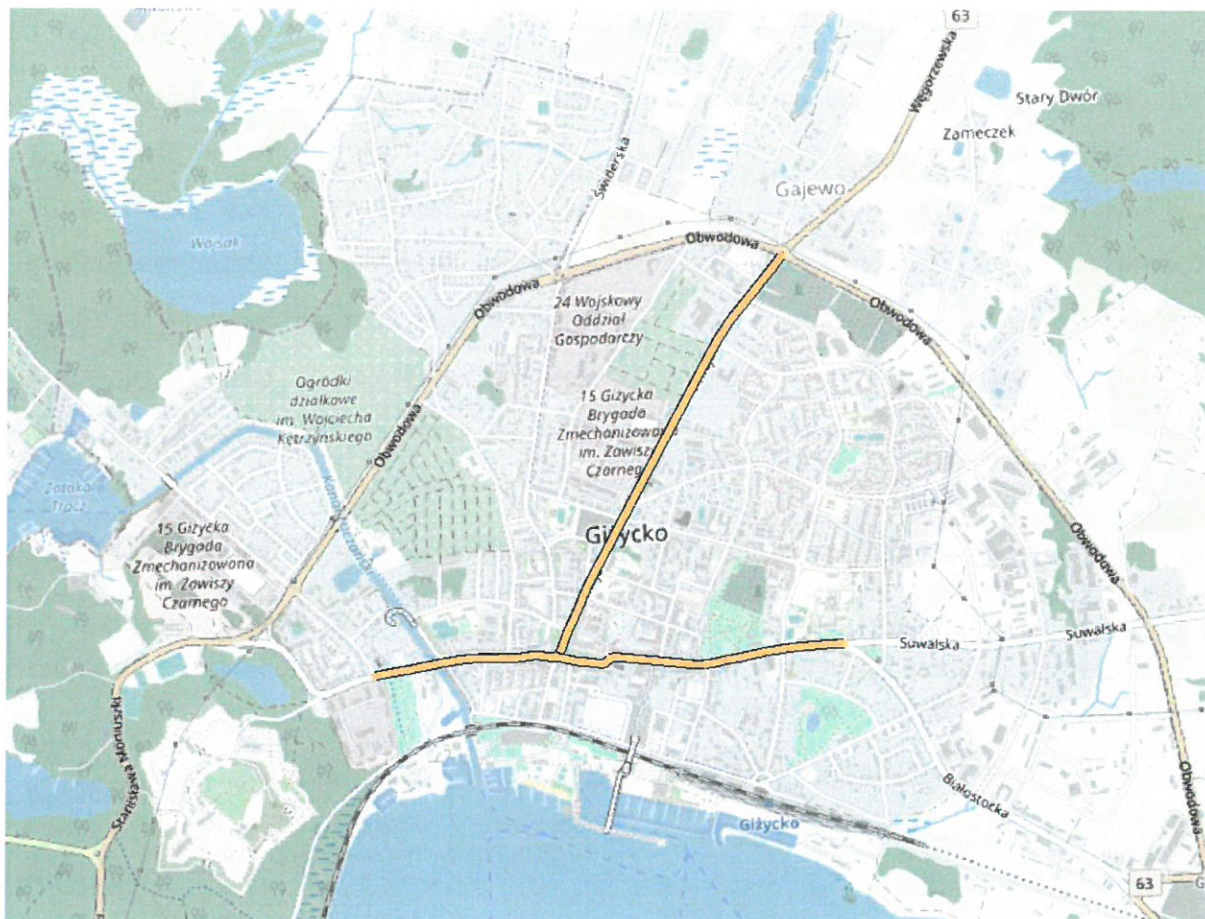 63
Węgorzewska
Stary Dwór
Zameczek
Świderska
Gajewo
Wojsak
Obwodowa
Obwodowa
24 Wojskowy
Oddział
Gospodarczy
Obwodowa
Ogródki
działkowe
im. Wojciecha
Kętrzyńskiego
15 Giżycka
Brygada
Zmechanizowana
im. Zawiszy
Czarnego
Obwodowa
Zatoka
Tracz
15 Giżycka
Brygada
Zmechanizowana
im. Zawiszy
Czarnego
Giżycko
Obwodowa
Suwalska
Suwalska
Stanisława Moniuszki
Białostocka
Obwodowa
Giżycko
63
G